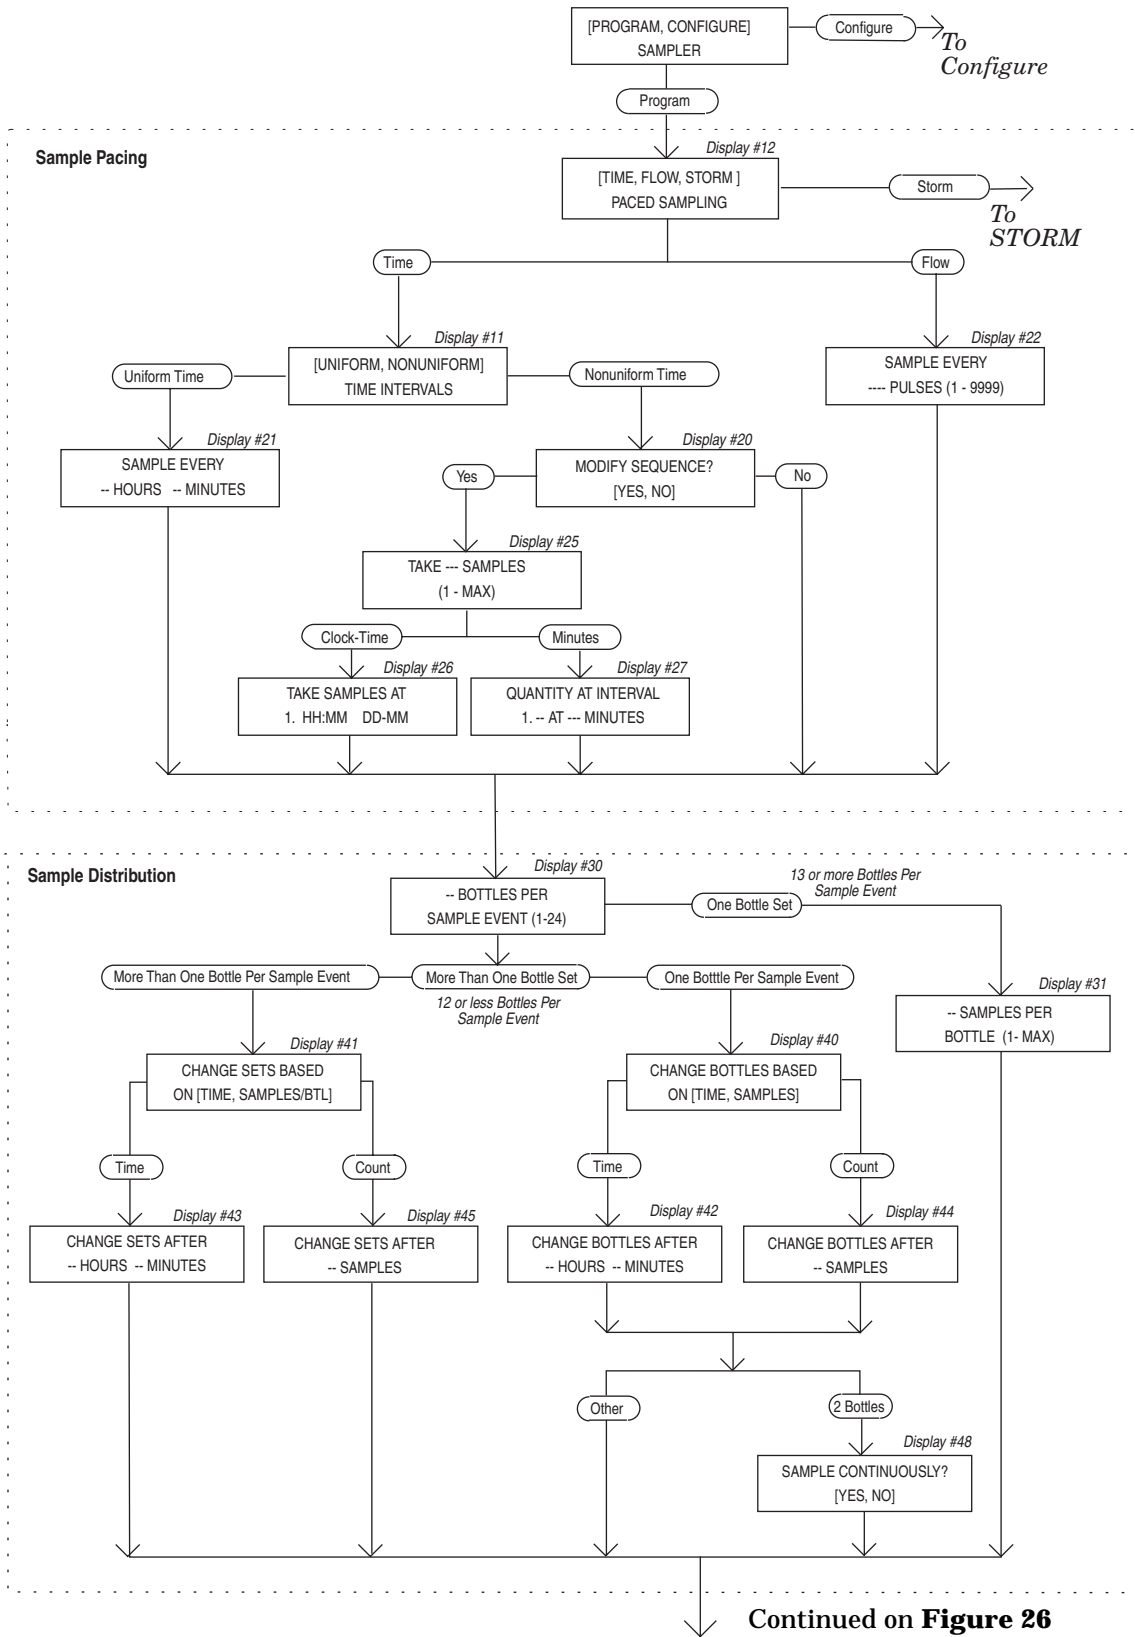 [PROGRAM, CONFIGURE]
SAMPLER
Configure
To
Configure
Program
Sample Pacing
Display #12
[TIME, FLOW, STORM ]
PACED SAMPLING
Storm
To
STORM
Time
Flow
Display #11
[UNIFORM, NONUNIFORM]
TIME INTERVALS
Display #22
SAMPLE EVERY
---- PULSES (1 - 9999)
Uniform Time
Nonuniform Time
Display #21
SAMPLE EVERY
-- HOURS -- MINUTES
Display #20
MODIFY SEQUENCE?
[YES, NO]
Yes
No
Display #25
TAKE --- SAMPLES
(1 - MAX)
Clock-Time
Minutes
Display #26
TAKE SAMPLES AT
1. HH:MM DD-MM
Display #27
QUANTITY AT INTERVAL
1. -- AT --- MINUTES
Sample Distribution
Display #30
-- BOTTLES PER
SAMPLE EVENT (1-24)
13 or more Bottles Per
Sample Event
One Bottle Set
More Than One Bottle Per Sample Event
More Than One Bottle Set
One Botttle Per Sample Event
12 or less Bottles Per
Sample Event
Display #31
-- SAMPLES PER
BOTTLE (1- MAX)
Display #41
CHANGE SETS BASED
ON [TIME, SAMPLES/BTL]
Display #40
CHANGE BOTTLES BASED
ON [TIME, SAMPLES]
Time
Count
Time
Count
Display #43
CHANGE SETS AFTER
-- HOURS -- MINUTES
Display #45
CHANGE SETS AFTER
-- SAMPLES
Display #42
CHANGE BOTTLES AFTER
-- HOURS -- MINUTES
Display #44
CHANGE BOTTLES AFTER
-- SAMPLES
Other
2 Bottles
Display #48
SAMPLE CONTINUOUSLY?
[YES, NO]
Continued on Figure 26